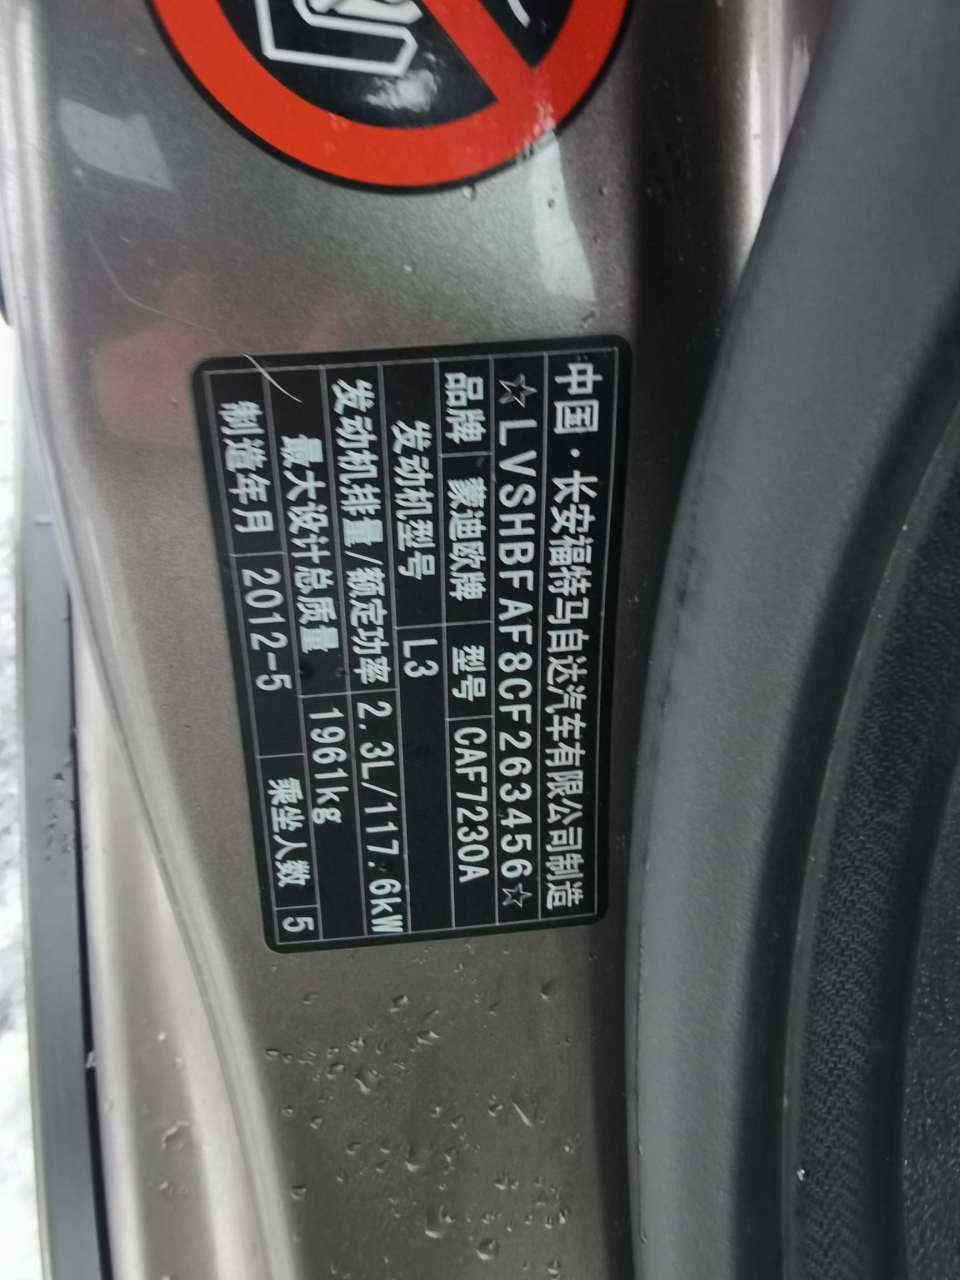 中国·长安福特马自达汽车有限公司制造
☆LVSHBFAF8CF263456☆
品牌 蒙迪欧牌 型号 CAF7230A
发动机型号 L3
发动机排量/额定功率 2.3L/117.6kW
最大设计总质量 1961kg
制造年月 2012-5 乘坐人数 5